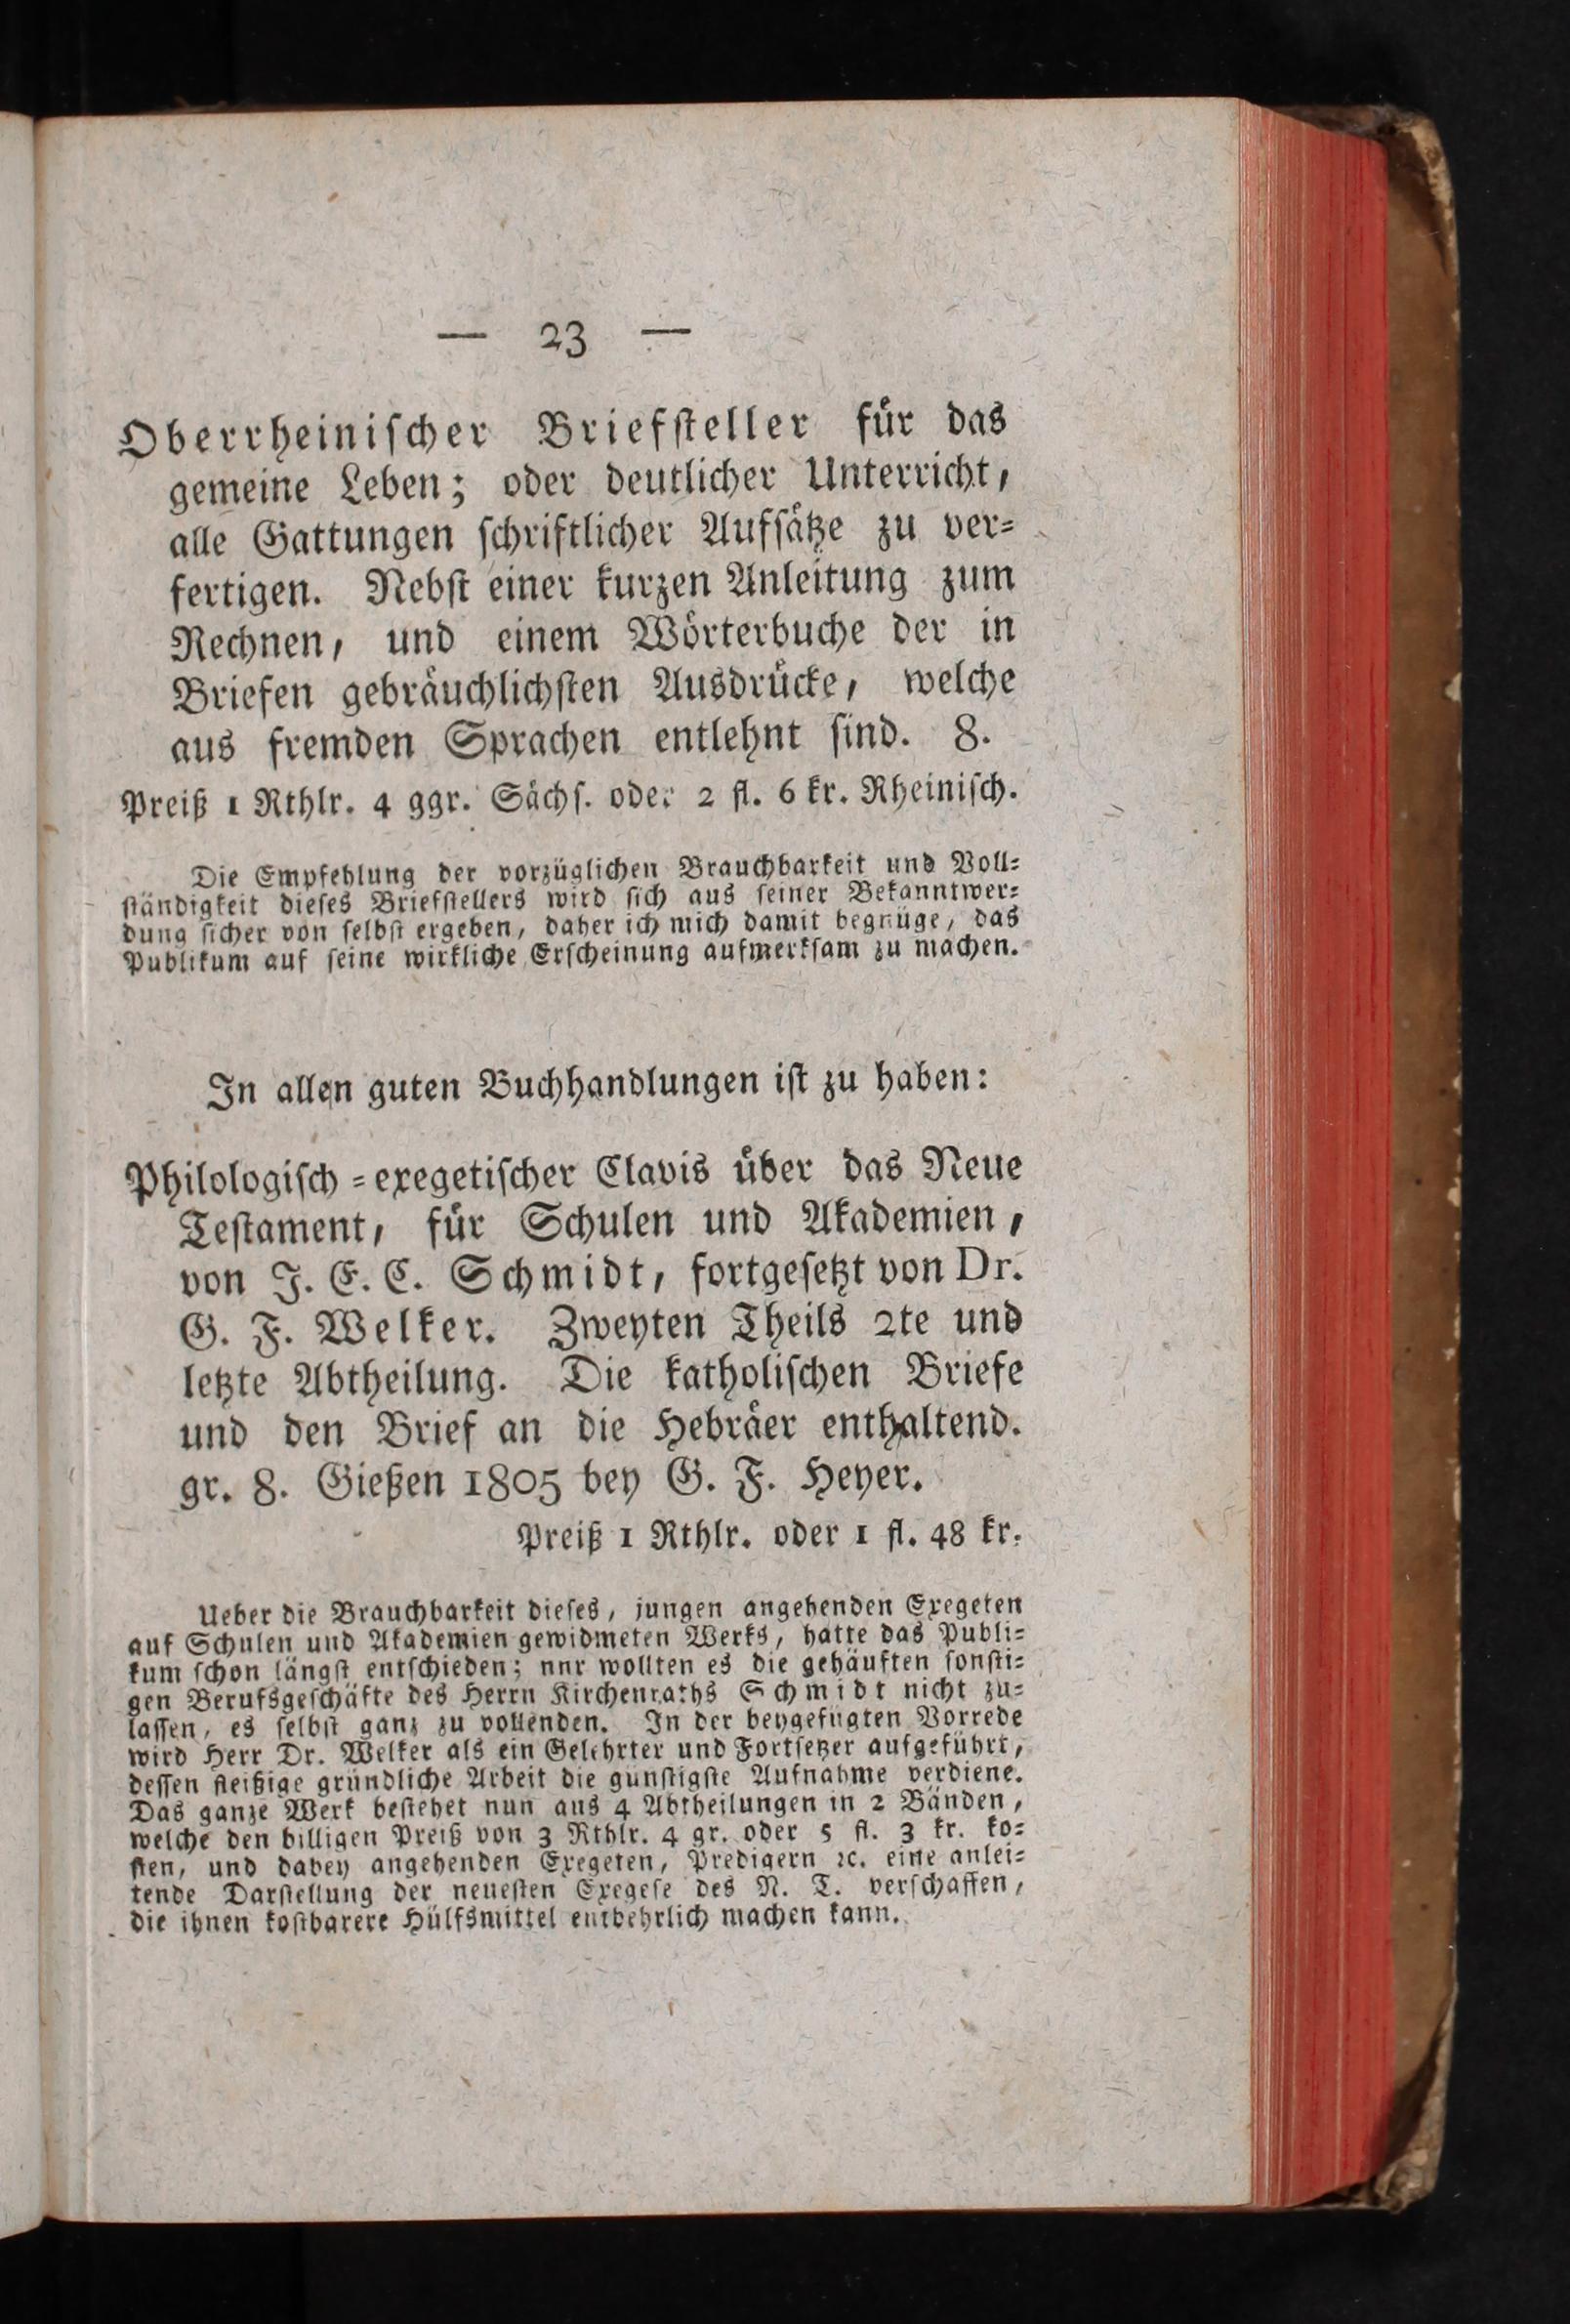 — 23 —
Oberrheinischer Briefsteller für das
gemeine Leben; oder deutlicher Unterricht,
alle Gattungen schriftlicher Aufsätze zu ver=
fertigen. Nebst einer kurzen Anleitung zum
Rechnen, und einem Wörterbuche der in
Briefen gebräuchlichsten Ausdrücke, welche
aus fremden Sprachen entlehnt sind. 8.
Preiß 1 Rthlr. 4 ggr. Sächs. oder 2 fl. 6 kr. Rheinisch.
Die Empfehlung der vorzüglichen Brauchbarkeit und Voll=
ständigkeit dieses Briefstellers wird sich aus seiner Bekanntwer=
dung sicher von selbst ergeben, daher ich mich damit begnüge, das
Publikum auf seine wirkliche Erscheinung aufmerksam zu machen.
In allen guten Buchhandlungen ist zu haben:
Philologisch=exegetischer Clavis über das Neue
Testament, für Schulen und Akademien,
von J. E. C. Schmidt, fortgesetzt von Dr.
G. F. Welker. Zweyten Theils 2te und
letzte Abtheilung. Die katholischen Briefe
und den Brief an die Hebräer enthaltend.
gr. 8. Gießen 1805 bey G. F. Heyer.
Preiß 1 Rthlr. oder 1 fl. 48 kr.
Ueber die Brauchbarkeit dieses, jungen angehenden Exegeten
auf Schulen und Akademien gewidmeten Werks, hatte das Publi=
kum schon längst entschieden; nnr wollten es die gehäuften sonsti=
gen Berufsgeschäfte des Herrn Kirchenraths Schmidt nicht zu=
lassen, es selbst ganz zu vollenden. In der beygefügten Vorrede
wird Herr Dr. Welker als ein Gelehrter und Fortsetzer aufgeführt,
dessen fleißige gründliche Arbeit die günstigste Aufnahme verdiene.
Das ganze Werk bestehet nun aus 4 Abtheilungen in 2 Bänden,
welche den billigen Preiß von 3 Rthlr. 4 gr. oder 5 fl. 3 kr. ko=
sten, und dabey angehenden Exegeten, Predigern ꝛc. eine anlei=
tende Darstellung der neuesten Exegese des N. T. verschaffen,
die ihnen kostbarere Hülfsmittel entbehrlich machen kann.